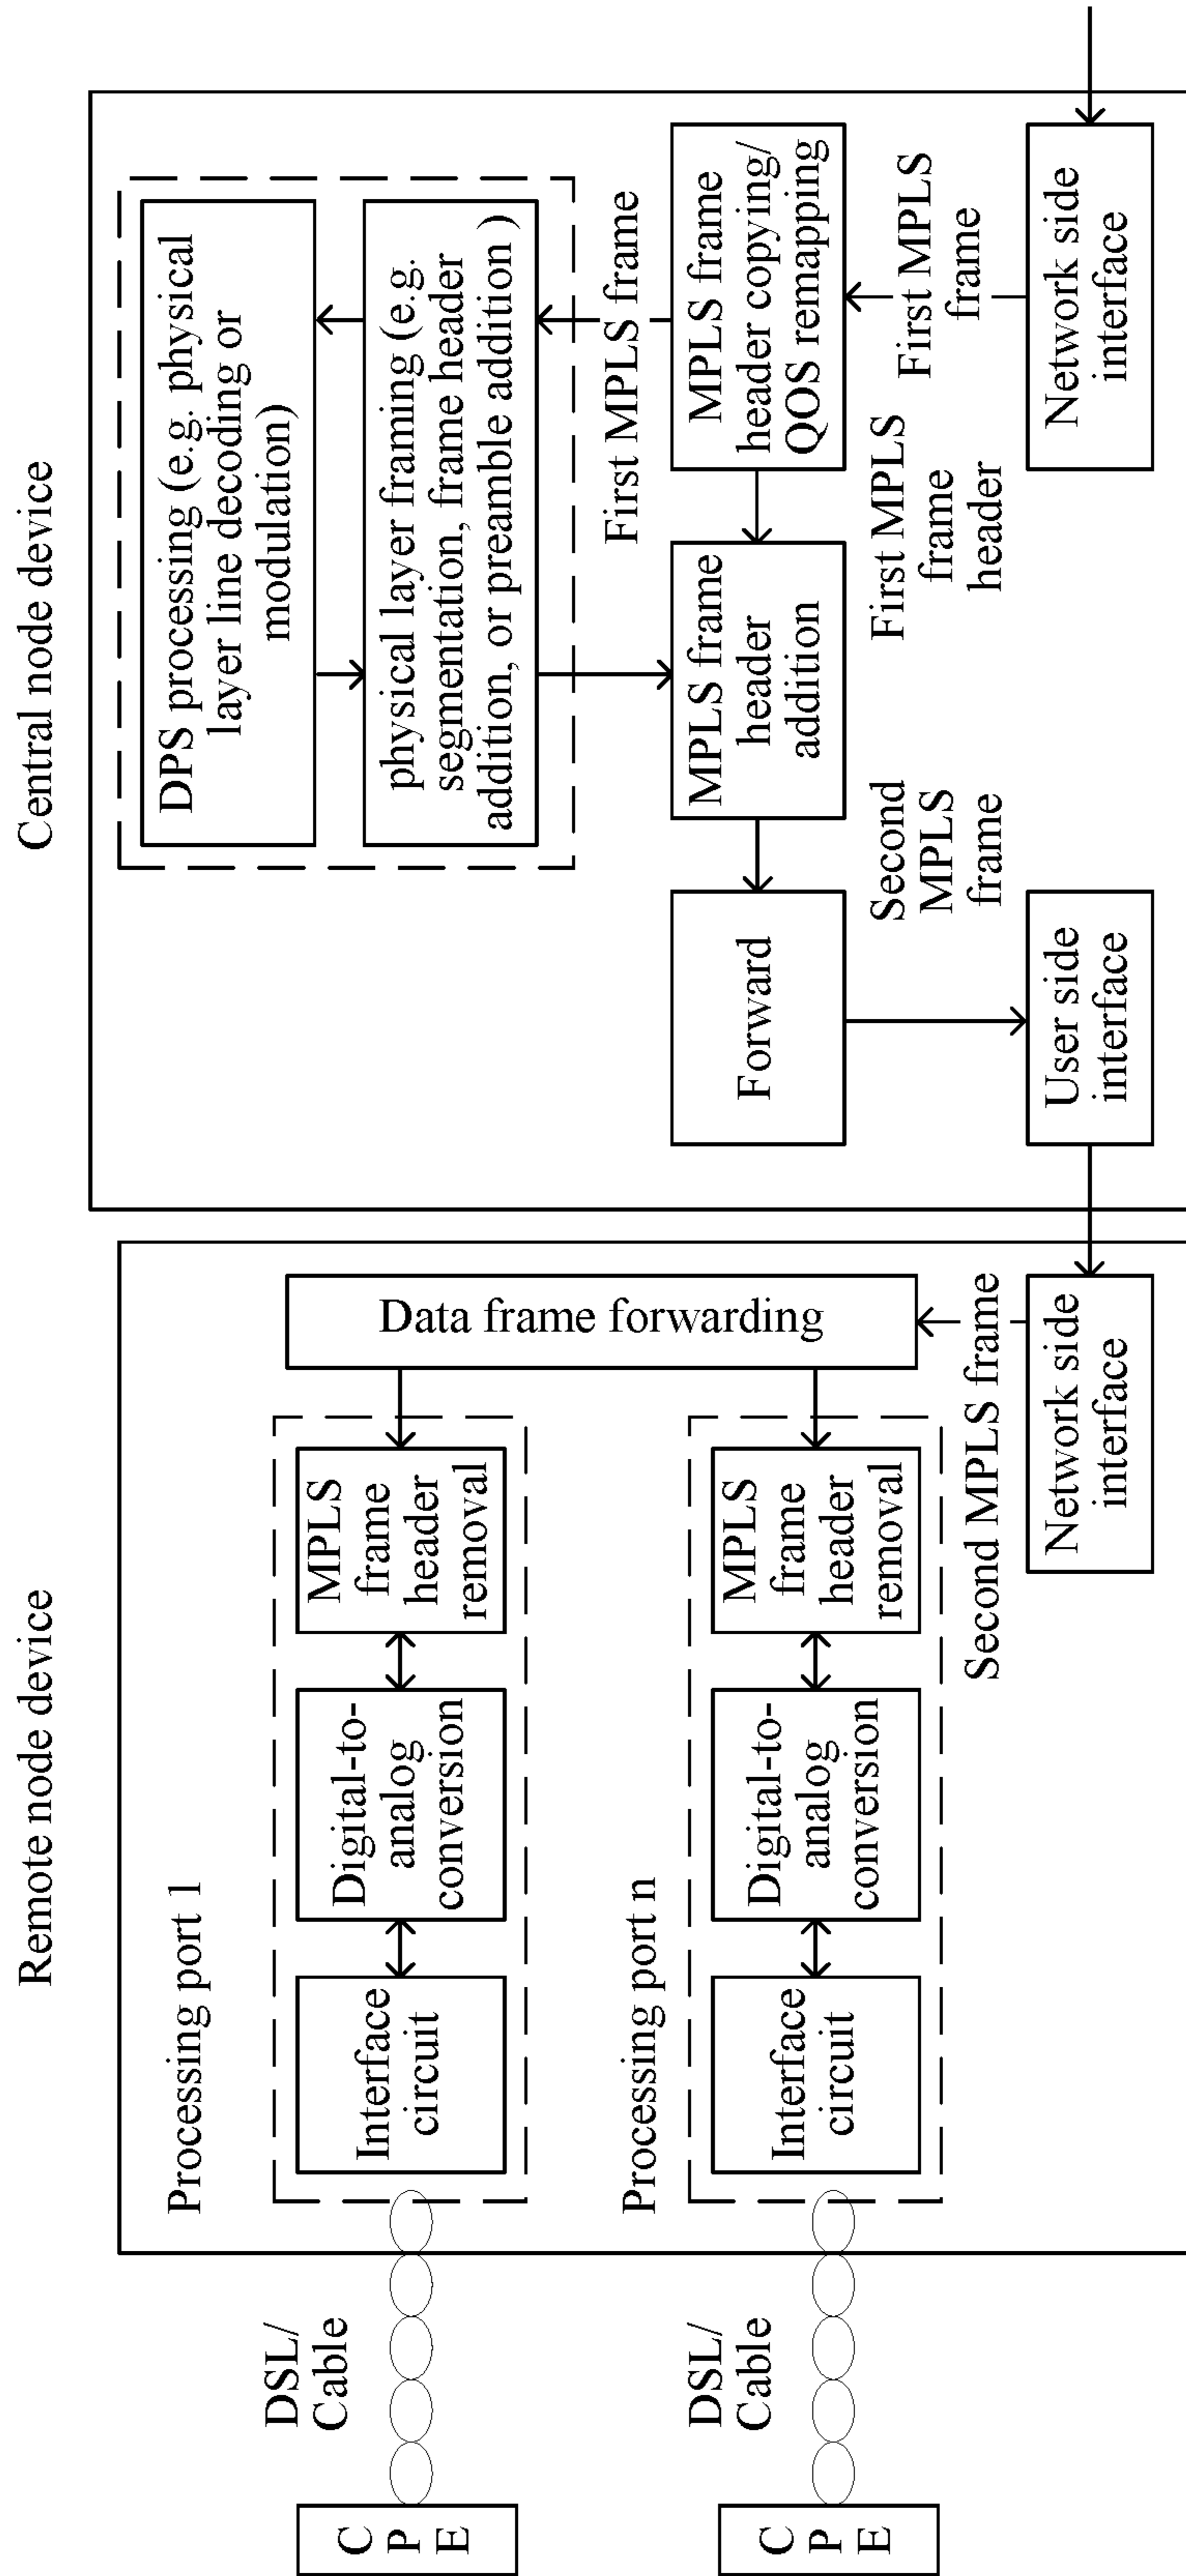 Remote node device
Central node device
Processing port 1
DSL/
Cable
C
P
E
Interface
circuit
Digital-to-
analog
conversion
MPLS
frame
header
removal
Data frame forwarding
Processing port n
DSL/
Cable
C
P
E
Interface
circuit
Digital-to-
analog
conversion
MPLS
frame
header
removal
Second MPLS frame
Network side
interface
DPS processing (e.g. physical
layer line decoding or
modulation)
physical layer framing (e.g.
segmentation, frame header
addition, or preamble addition )
First MPLS frame
Forward
MPLS frame
header
addition
MPLS frame
header copying/
QOS remapping
Second
MPLS
frame
First MPLS
frame
header
First MPLS
frame
User side
interface
Network side
interface